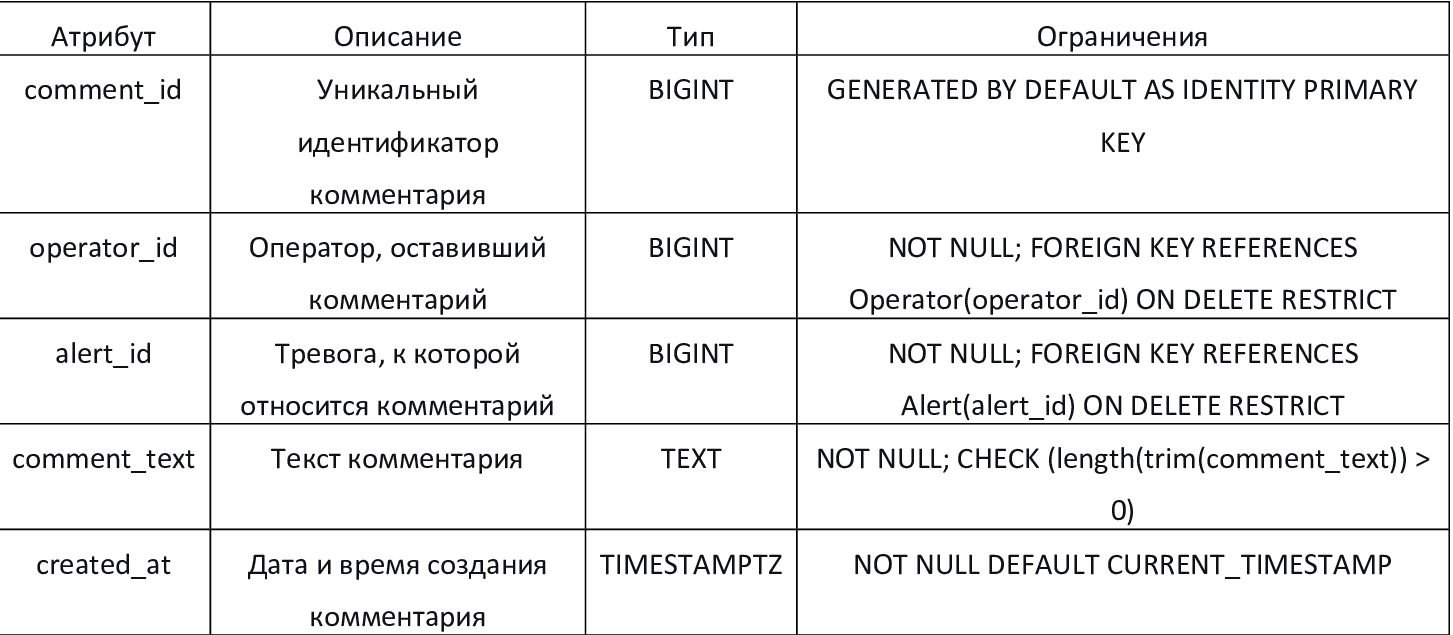 Атрибут Описание Тип Ограничения
comment_id Уникальный BIGINT GENERATED BY DEFAULT AS IDENTITY PRIMARY
идентификатор KEY
комментария
operator_id Оператор, оставивший BIGINT NOT NULL; FOREIGN KEY REFERENCES
комментарий Operator(operator_id) ON DELETE RESTRICT
alert_id Тревога, к которой BIGINT NOT NULL; FOREIGN KEY REFERENCES
относится комментарий Alert(alert_id) ON DELETE RESTRICT
comment_text Текст комментария TEXT NOT NULL; CHECK (length(trim(comment_text)) >
0)
created_at Дата и время создания TIMESTAMPTZ NOT NULL DEFAULT CURRENT_TIMESTAMP
комментария